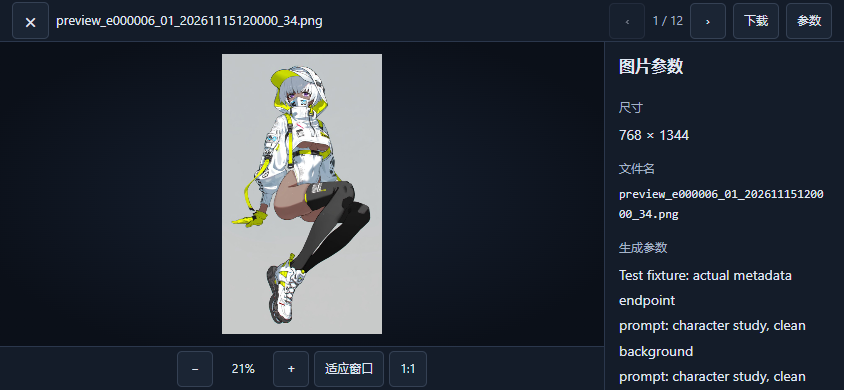 × preview_e000006_01_20261115120000_34.png ‹ 1 / 12 › 下载 参数
图片参数
尺寸
768 × 1344
文件名
preview_e000006_01_202611151200
00_34.png
生成参数
Test fixture: actual metadata
endpoint
prompt: character study, clean
background
prompt: character study, clean
− 21% + 适应窗口 1:1